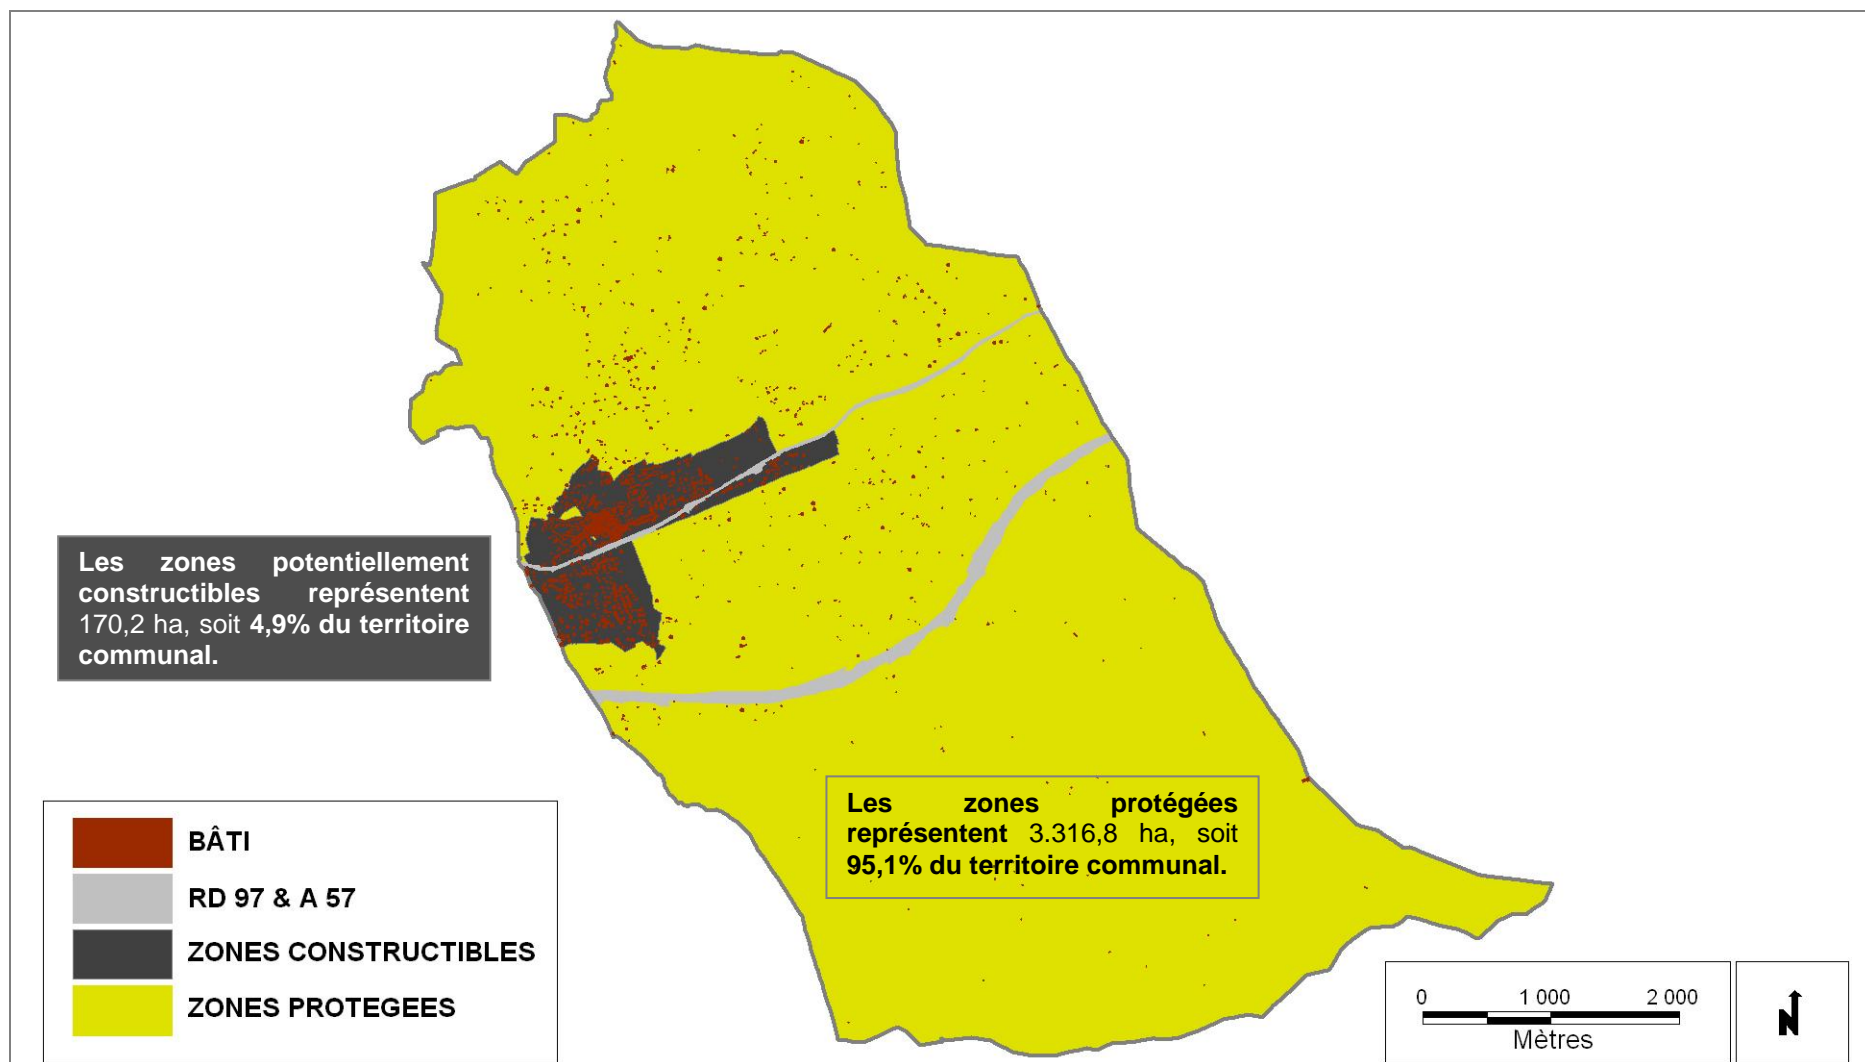 Les zones potentiellement
constructibles représentent
170,2 ha, soit 4,9% du territoire
communal.
Les zones protégées
représentent 3.316,8 ha, soit
95,1% du territoire communal.
BÂTI
RD 97 & A 57
ZONES CONSTRUCTIBLES
ZONES PROTEGEES
0 1 000 2 000
Mètres
N